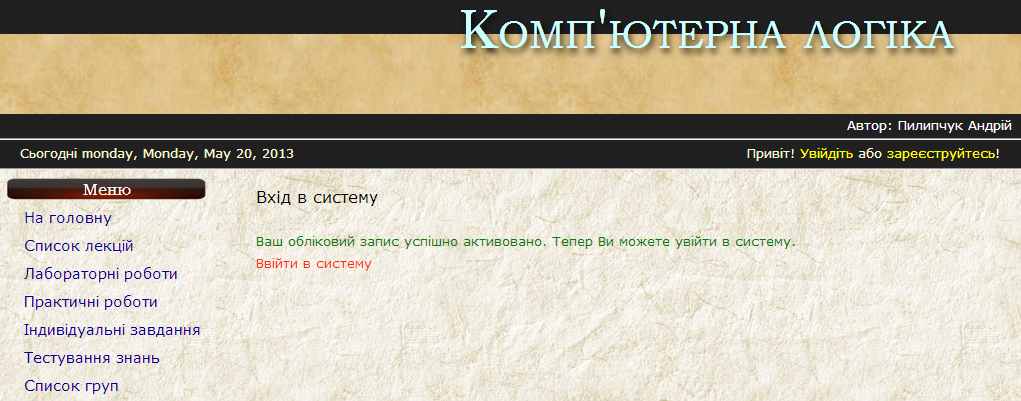 Комп'ютерна логіка
Автор: Пилипчук Андрій
Сьогодні monday, Monday, May 20, 2013
Привіт! Увійдіть або зареєструйтесь!
Меню
На головну
Список лекцій
Лабораторні роботи
Практичні роботи
Індивідуальні завдання
Тестування знань
Список груп
Вхід в систему
Ваш обліковий запис успішно активовано. Тепер Ви можете увійти в систему.
Ввійти в систему